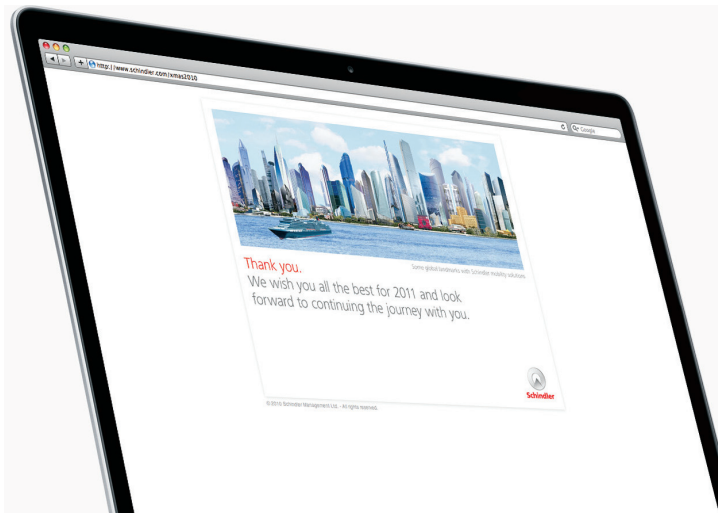 http://www.schindler.com/xmas2010
Google
Some global landmarks with Schindler mobility solutions
Thank you.
We wish you all the best for 2011 and look
forward to continuing the journey with you.
Schindler
©2010 Schindler Management Ltd. - All rights reserved.